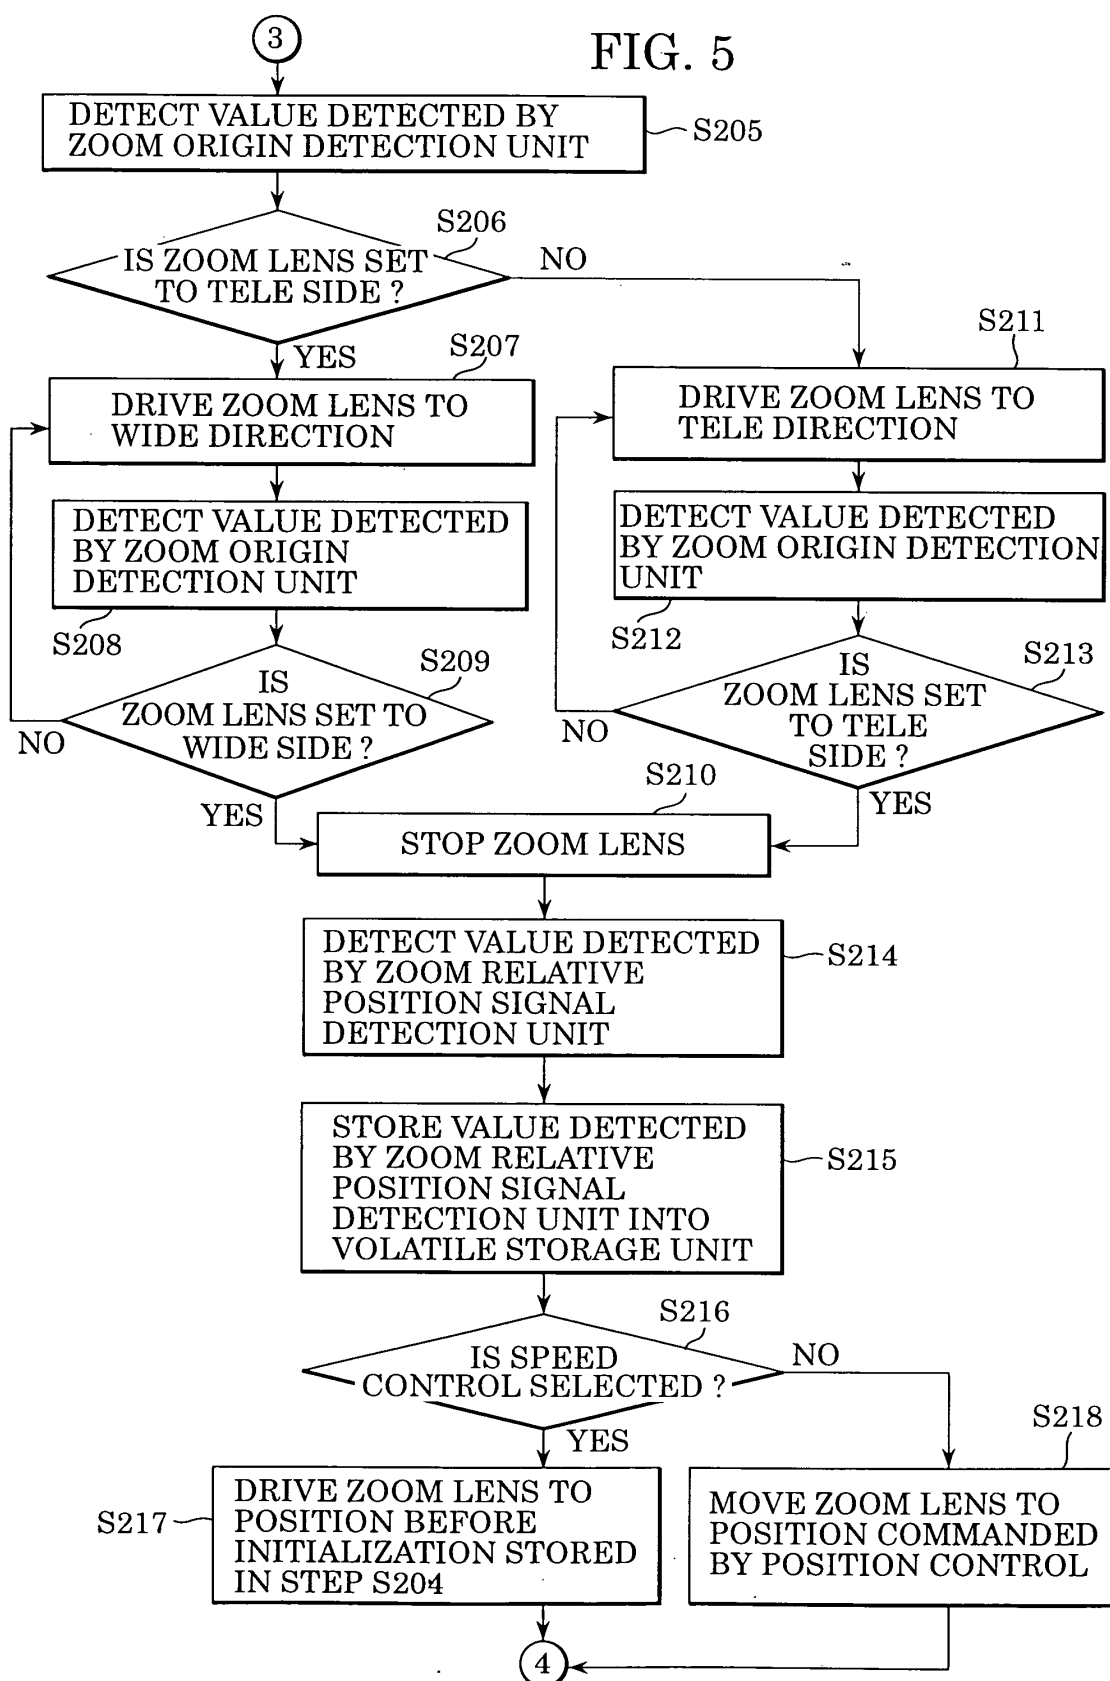 3
FIG. 5
DETECT VALUE DETECTED BY
ZOOM ORIGIN DETECTION UNIT
S205
S206
IS ZOOM LENS SET
TO TELE SIDE ?
NO
YES
S207
DRIVE ZOOM LENS TO
WIDE DIRECTION
S211
DRIVE ZOOM LENS TO
TELE DIRECTION
DETECT VALUE DETECTED
BY ZOOM ORIGIN
DETECTION UNIT
S208
DETECT VALUE DETECTED
BY ZOOM ORIGIN DETECTION
UNIT
S212
S209
IS
ZOOM LENS SET TO
WIDE SIDE ?
NO
YES
S213
IS
ZOOM LENS SET
TO TELE
SIDE ?
NO
YES
S210
STOP ZOOM LENS
DETECT VALUE DETECTED
BY ZOOM RELATIVE
POSITION SIGNAL
DETECTION UNIT
S214
STORE VALUE DETECTED
BY ZOOM RELATIVE
POSITION SIGNAL
DETECTION UNIT INTO
VOLATILE STORAGE UNIT
S215
S216
IS SPEED
CONTROL SELECTED ?
NO
YES
S217
DRIVE ZOOM LENS TO
POSITION BEFORE
INITIALIZATION STORED
IN STEP S204
S218
MOVE ZOOM LENS TO
POSITION COMMANDED
BY POSITION CONTROL
4